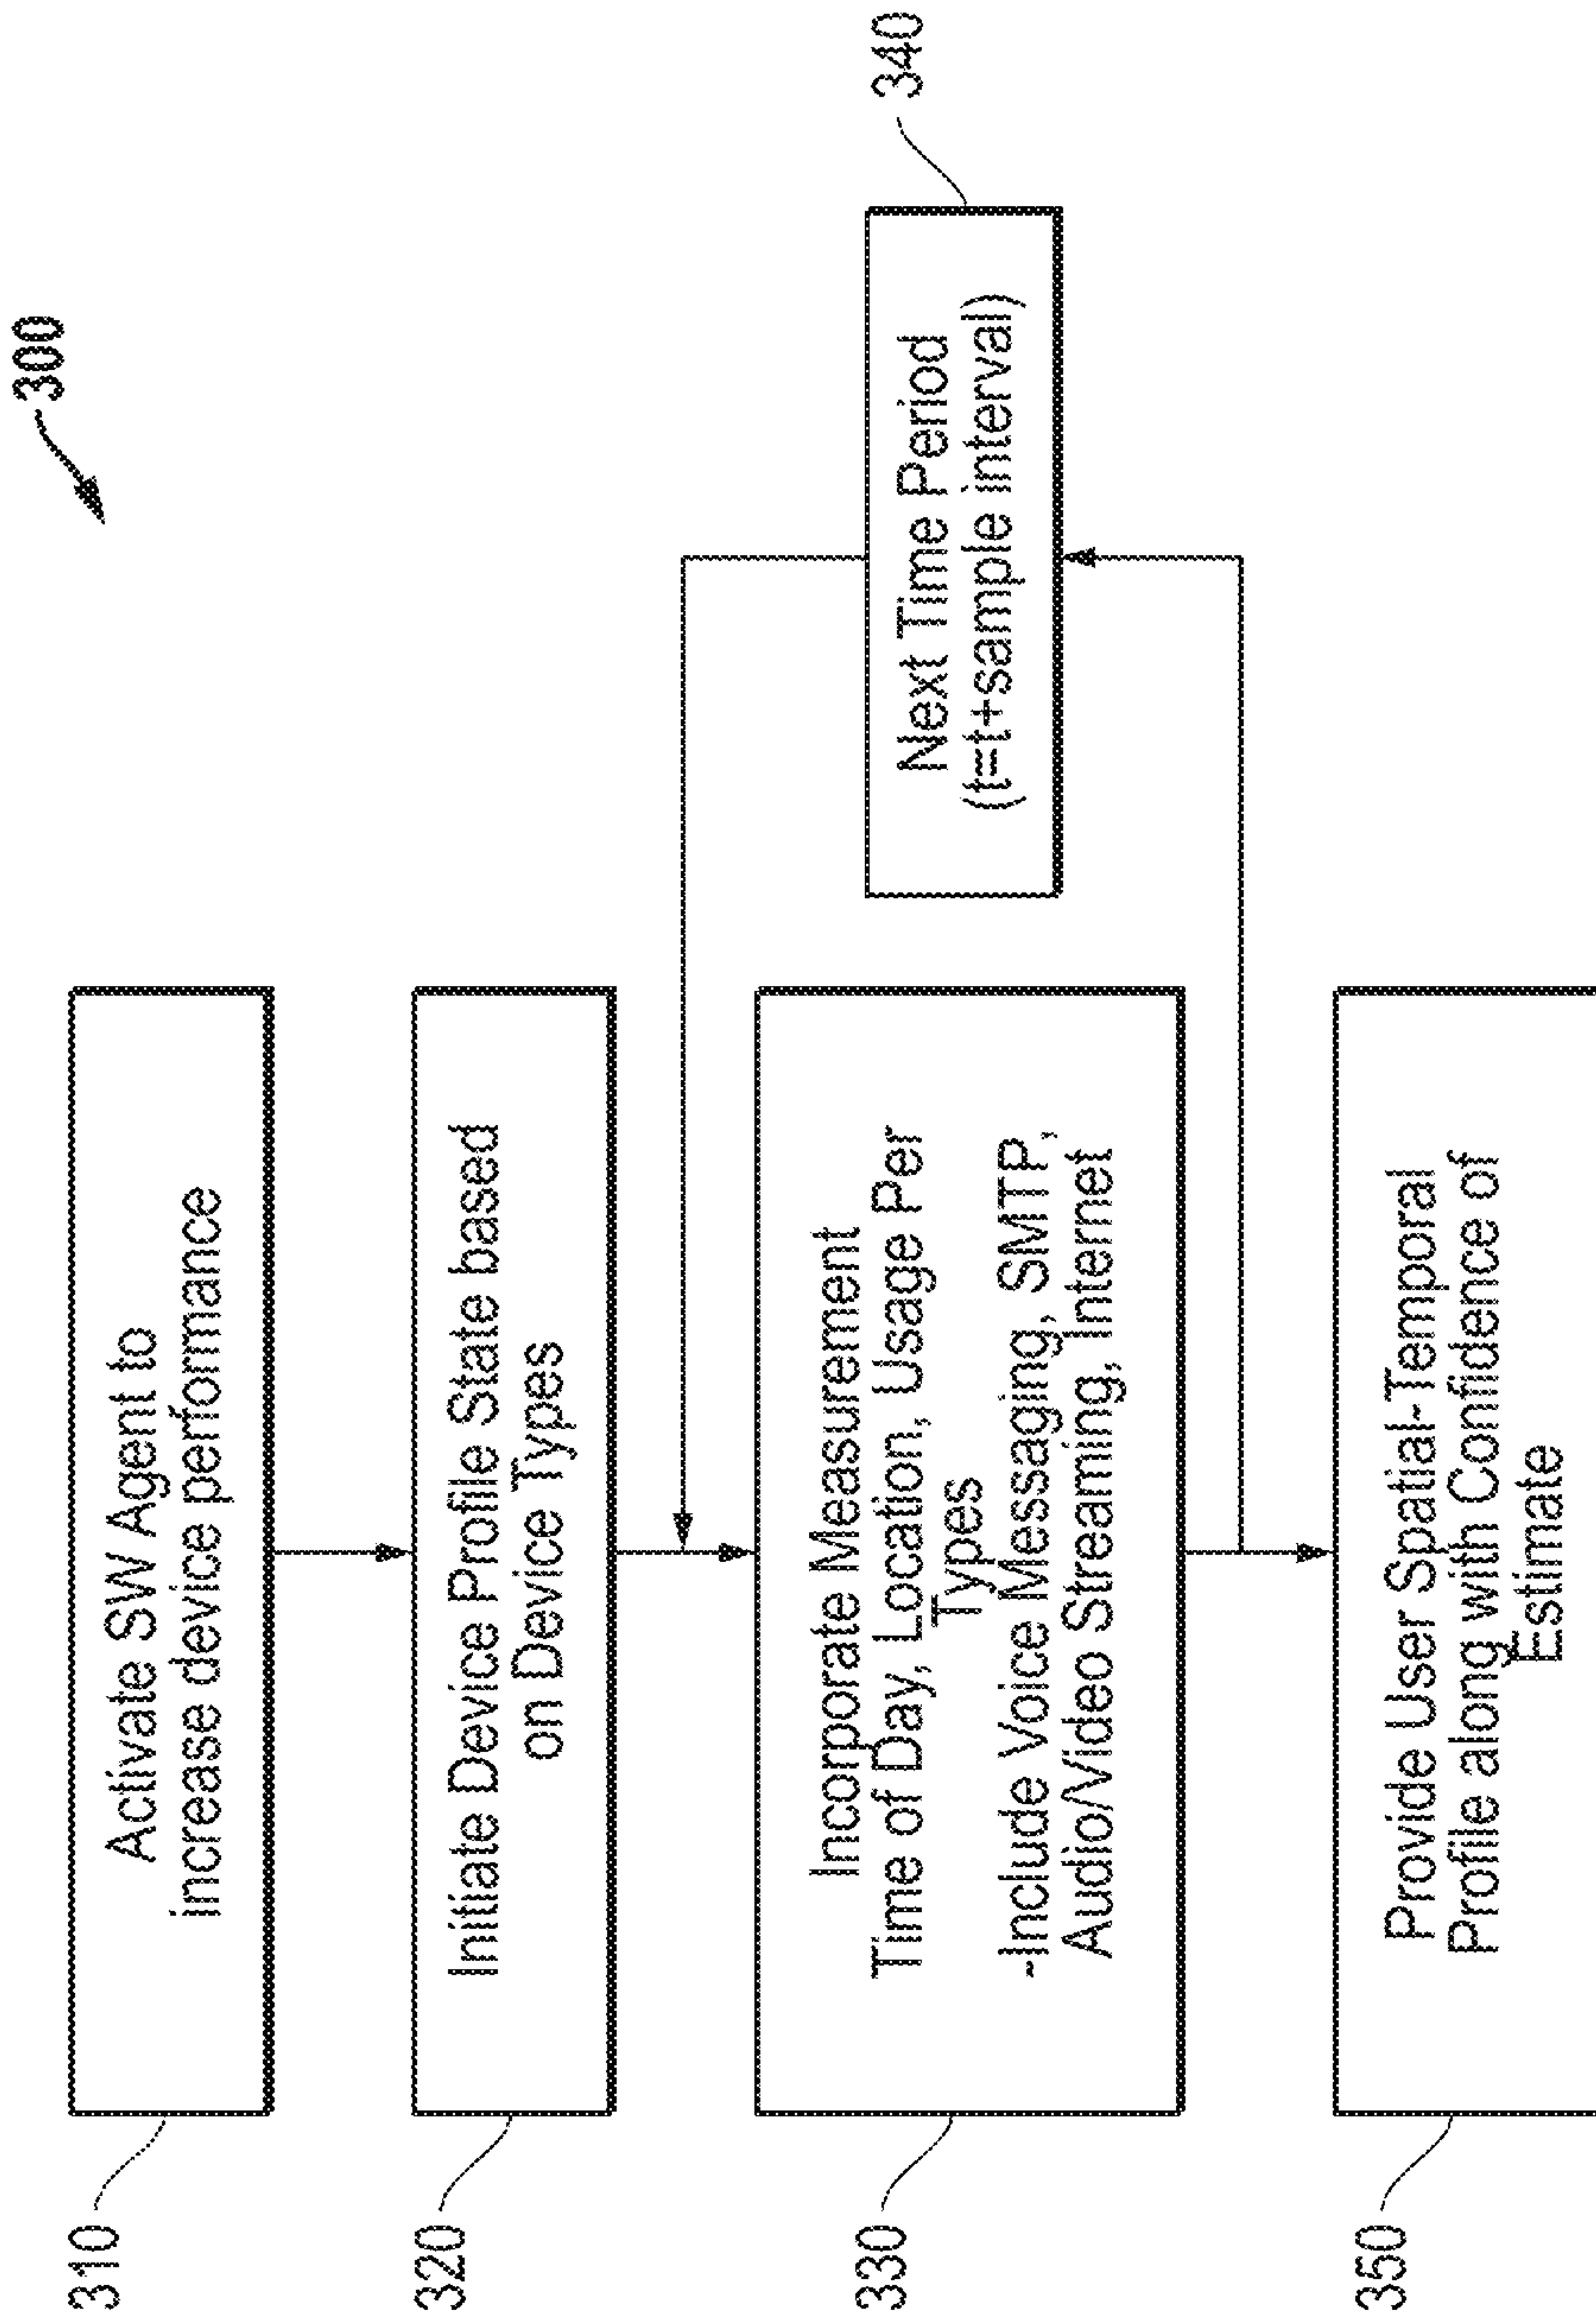 300
310
Activate SW Agent to
increase device performance
320
Initiate Device Profile State based
on Device Types
330
Incorporate Measurement
Time of Day, Location, Usage Per
Types
-Include Voice Messaging, SMTP,
Audio/Video Streaming, Internet
340
Next Time Period
(t=t+sample interval)
350
Provide User Spatial-Temporal
Profile along with Confidence of
Estimate